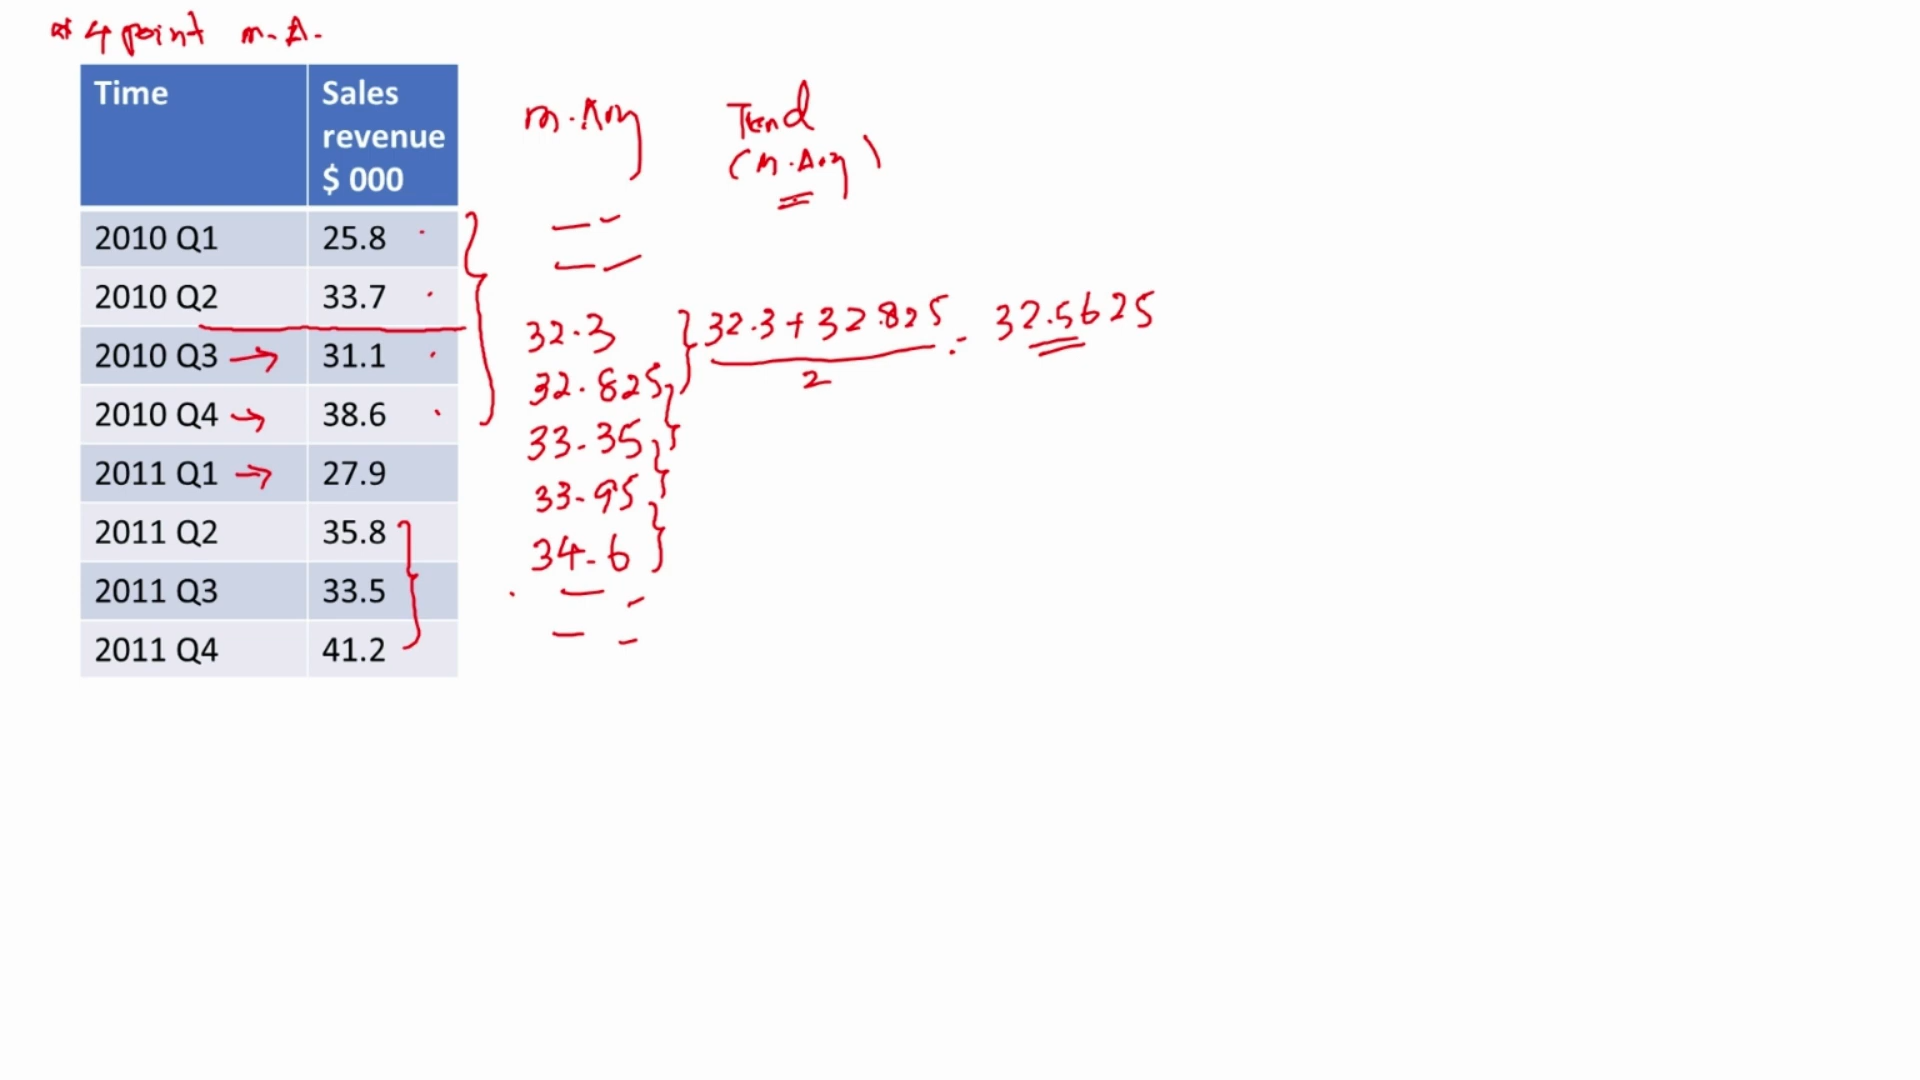 4 point m.A.
Time
Sales revenue $ 000
m.Avg
Trend
(m.Avg)
2010 Q1 25.8
2010 Q2 33.7
2010 Q3 31.1 32.3
2010 Q4 38.6 32.825
2011 Q1 27.9 33.35
2011 Q2 35.8 33.95
2011 Q3 33.5 34.6
2011 Q4 41.2
32.3 + 32.825
2
= 32.5625